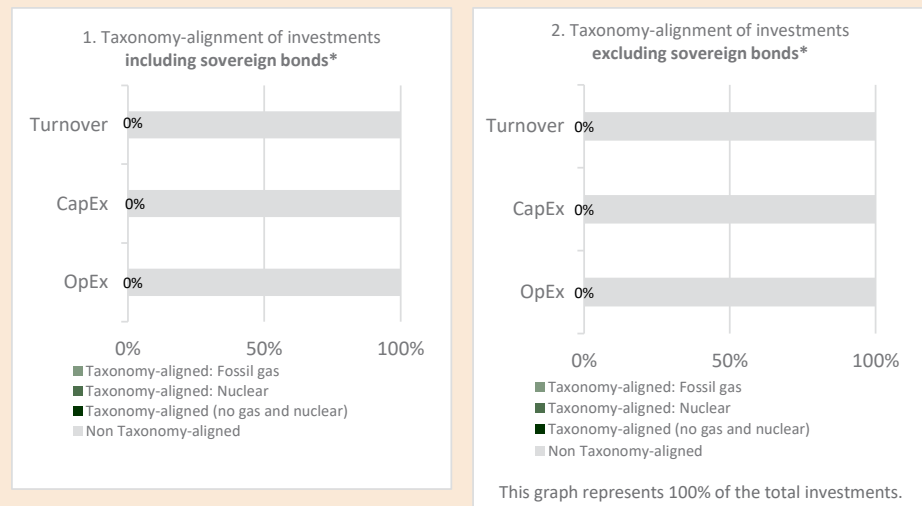 1. Taxonomy-alignment of investments
including sovereign bonds*
Turnover 0%
CapEx 0%
OpEx 0%
0% 50% 100%
Taxonomy-aligned: Fossil gas
Taxonomy-aligned: Nuclear
Taxonomy-aligned (no gas and nuclear)
Non Taxonomy-aligned
2. Taxonomy-alignment of investments
excluding sovereign bonds*
Turnover 0%
CapEx 0%
OpEx 0%
0% 50% 100%
Taxonomy-aligned: Fossil gas
Taxonomy-aligned: Nuclear
Taxonomy-aligned (no gas and nuclear)
Non Taxonomy-aligned
This graph represents 100% of the total investments.